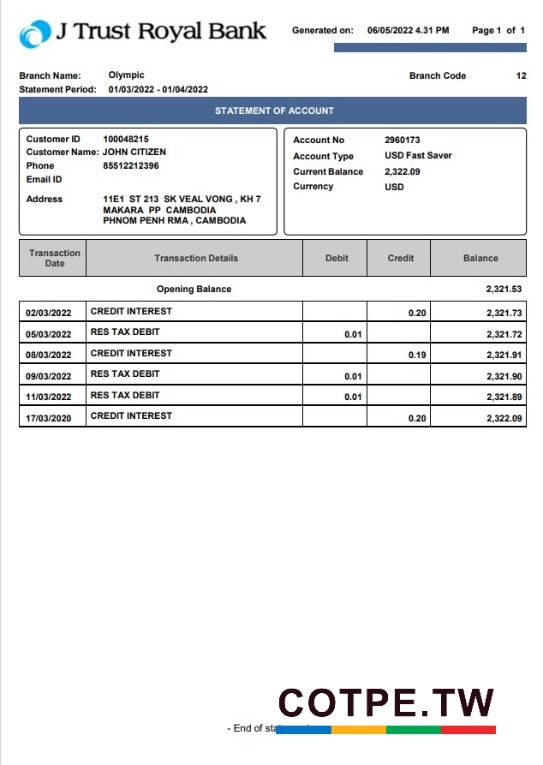 J Trust Royal Bank
Generated on: 06/05/2022 4.31 PM Page 1 of 1
Branch Name: Olympic Branch Code 12
Statement Period: 01/03/2022 - 01/04/2022
STATEMENT OF ACCOUNT
Customer ID 100048215
Customer Name: JOHN CITIZEN
Phone 85512212396
Email ID
Address 11E1 ST 213 SK VEAL VONG , KH 7
MAKARA PP CAMBODIA
PHNOM PENH RMA , CAMBODIA
Account No 2960173
Account Type USD Fast Saver
Current Balance 2,322.09
Currency USD
Transaction Date Transaction Details Debit Credit Balance
Opening Balance 2,321.53
02/03/2022 CREDIT INTEREST 0.20 2,321.73
05/03/2022 RES TAX DEBIT 0.01 2,321.72
08/03/2022 CREDIT INTEREST 0.19 2,321.91
09/03/2022 RES TAX DEBIT 0.01 2,321.90
11/03/2022 RES TAX DEBIT 0.01 2,321.89
17/03/2020 CREDIT INTEREST 0.20 2,322.09
COTPE.TW
- End of